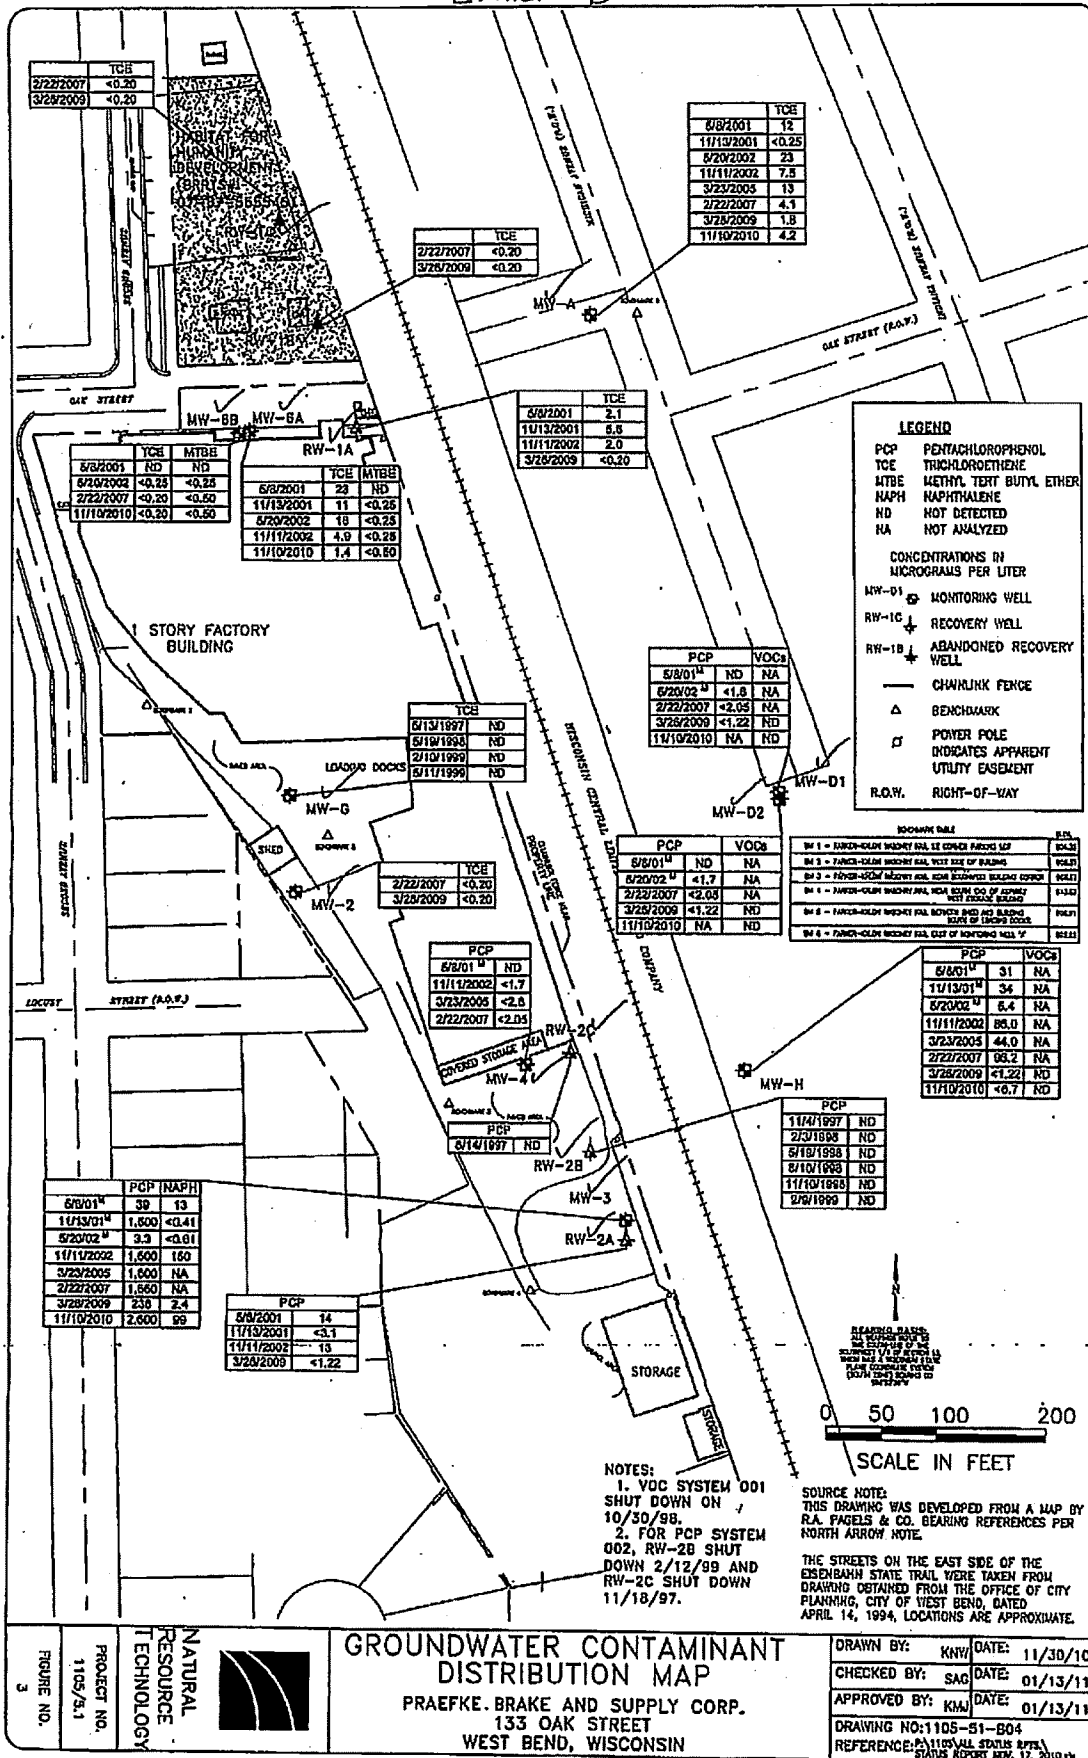 TCE
2/22/2007 <0.20
3/26/2009 <0.20
HABITAT FOR
HUMANITY
DEVELOPMENT
TCE
5/8/2001 12
11/13/2001 <0.25
5/20/2002 23
11/11/2002 7.5
3/23/2005 13
2/22/2007 4.1
3/26/2009 1.8
11/10/2010 4.2
TCE
2/22/2007 <0.20
3/26/2009 <0.20
MW-A
OAK STREET (R.O.W.)
OAK STREET
MW-6B MW-6A
RW-1A
TCE
5/8/2001 2.1
11/13/2001 5.5
11/11/2002 2.0
3/26/2009 <0.20
TCE MTBE
5/8/2001 ND ND
5/20/2002 <0.25 <0.25
2/22/2007 <0.20 <0.50
11/10/2010 <0.20 <0.50
TCE MTBE
5/8/2001 23 ND
11/13/2001 11 <0.25
5/20/2002 18 <0.25
11/11/2002 4.9 <0.25
11/10/2010 1.4 <0.50
LEGEND
PCP PENTACHLOROPHENOL
TCE TRICHLOROETHENE
MTBE METHYL TERT BUTYL ETHER
NAPH NAPHTHALENE
ND NOT DETECTED
NA NOT ANALYZED
CONCENTRATIONS IN
MICROGRAMS PER LITER
MW-D1 MONITORING WELL
RW-1C RECOVERY WELL
RW-1B ABANDONED RECOVERY
WELL
CHAINLINK FENCE
BENCHMARK
POWER POLE
INDICATES APPARENT
UTILITY EASEMENT
R.O.W. RIGHT-OF-WAY
1 STORY FACTORY
BUILDING
PCP VOCs
5/8/01 ND NA
5/20/02 <1.8 NA
2/22/2007 <2.05 NA
3/26/2009 <1.22 ND
11/10/2010 NA ND
TCE
5/13/1997 ND
5/19/1998 ND
2/10/1999 ND
5/11/1999 ND
WISCONSIN CENTRAL LIMITED
COMPANY
LOADING DOCKS
MW-G
MW-D2
MW-D1
SHED
MW-2
TCE
2/22/2007 <0.20
3/26/2009 <0.20
PCP VOCs
5/8/01 ND NA
5/20/02 <1.7 NA
2/22/2007 <2.05 NA
3/26/2009 <1.22 ND
11/10/2010 NA ND
BENCHMARK TABLE
PCP
5/8/01 ND
11/11/2002 <1.7
3/23/2005 <2.8
2/22/2007 <2.05
PCP VOCs
5/8/01 31 NA
11/13/01 34 NA
5/20/02 6.4 NA
11/11/2002 86.0 NA
3/23/2005 44.0 NA
2/22/2007 98.2 NA
3/26/2009 <1.22 ND
11/10/2010 <6.7 ND
LOCUST STREET (R.O.W.)
RW-2C
COVERED STORAGE AREA
MW-4
MW-H
PCP
5/14/1997 ND
PCP
11/4/1997 ND
2/3/1998 ND
5/19/1998 ND
8/10/1998 ND
11/10/1998 ND
2/9/1999 ND
RW-2B
MW-3
RW-2A
PCP NAPH
5/8/01 39 13
11/13/01 1,500 <0.41
5/20/02 3.3 <0.61
11/11/2002 1,600 160
3/23/2005 1,600 NA
2/22/2007 1,560 NA
3/26/2009 236 2.4
11/10/2010 2,600 99
PCP
5/8/2001 14
11/13/2001 <3.1
11/11/2002 13
3/26/2009 <1.22
N
STORAGE
STORAGE
0 50 100 200
SCALE IN FEET
NOTES:
1. VOC SYSTEM 001
SHUT DOWN ON
10/30/98.
2. FOR PCP SYSTEM
002, RW-2B SHUT
DOWN 2/12/99 AND
RW-2C SHUT DOWN
11/18/97.
SOURCE NOTE:
THIS DRAWING WAS DEVELOPED FROM A MAP BY
R.A. PAGELS & CO. BEARING REFERENCES PER
NORTH ARROW NOTE.
THE STREETS ON THE EAST SIDE OF THE
EISENBAHN STATE TRAIL WERE TAKEN FROM
DRAWING OBTAINED FROM THE OFFICE OF CITY
PLANNING, CITY OF WEST BEND, DATED
APRIL 14, 1994, LOCATIONS ARE APPROXIMATE.
FIGURE NO.
3
PROJECT NO.
1105/5.1
NATURAL
RESOURCE
TECHNOLOGY
GROUNDWATER CONTAMINANT
DISTRIBUTION MAP
PRAEFKE. BRAKE AND SUPPLY CORP.
133 OAK STREET
WEST BEND, WISCONSIN
DRAWN BY: KNW DATE: 11/30/10
CHECKED BY: SAG DATE: 01/13/11
APPROVED BY: KMJ DATE: 01/13/11
DRAWING NO:1105-51-B04
REFERENCE: